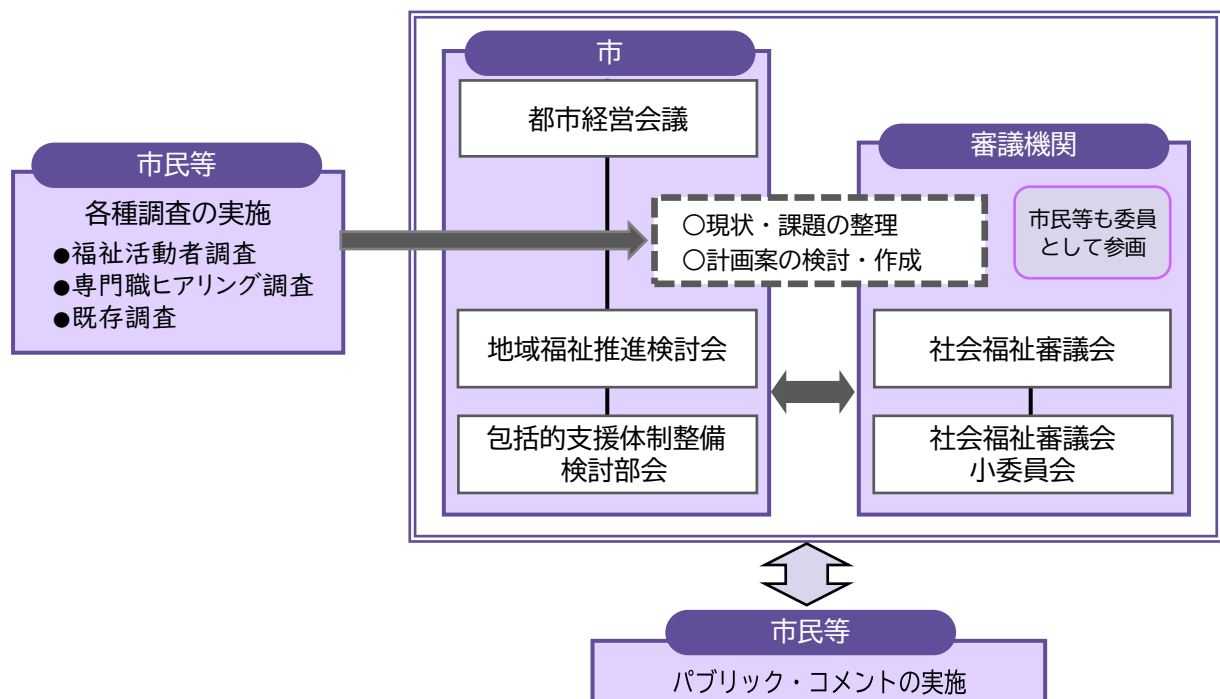 市民等
各種調査の実施
●福祉活動者調査
●専門職ヒアリング調査
●既存調査
市
都市経営会議
○現状・課題の整理
○計画案の検討・作成
地域福祉推進検討会
包括的支援体制整備
検討部会
審議機関
市民等も委員
として参画
社会福祉審議会
社会福祉審議会
小委員会
市民等
パブリック・コメントの実施